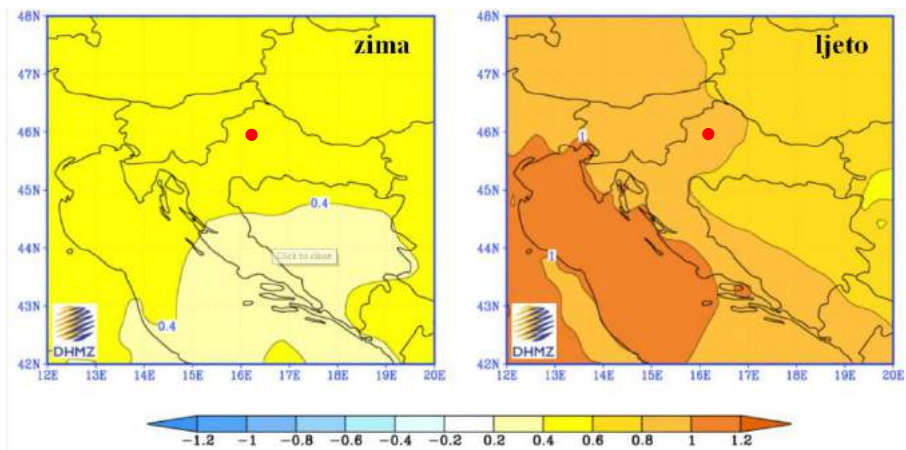 48N
zima
47N
46N
45N
0.4
44N
Click to close
43N
0.4
DHMZ
42N
12E 13E 14E 15E 16E 17E 18E 19E 20E
48N
ljeto
47N
46N
1
45N
44N
1
43N
DHMZ
42N
12E 13E 14E 15E 16E 17E 18E 19E 20E
-1.2 -1 -0.8 -0.6 -0.4 -0.2 0.2 0.4 0.6 0.8 1 1.2